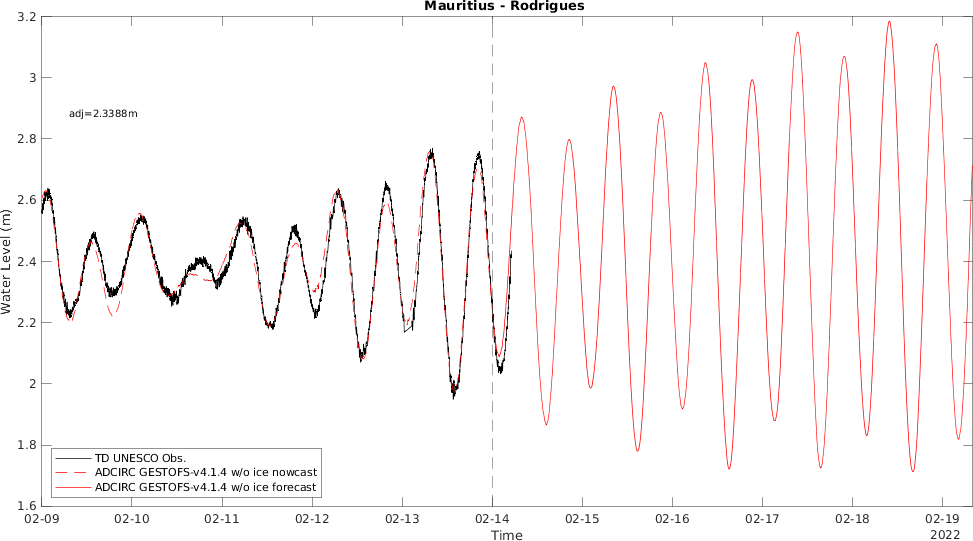 Mauritius - Rodrigues
3.2
3
2.8
2.6
2.4
2.2
2
1.8
1.6
Water Level (m)
adj=2.3388m
TD UNESCO Obs.
ADCIRC GESTOFS-v4.1.4 w/o ice nowcast
ADCIRC GESTOFS-v4.1.4 w/o ice forecast
02-09 02-10 02-11 02-12 02-13 02-14 02-15 02-16 02-17 02-18 02-19
2022
Time